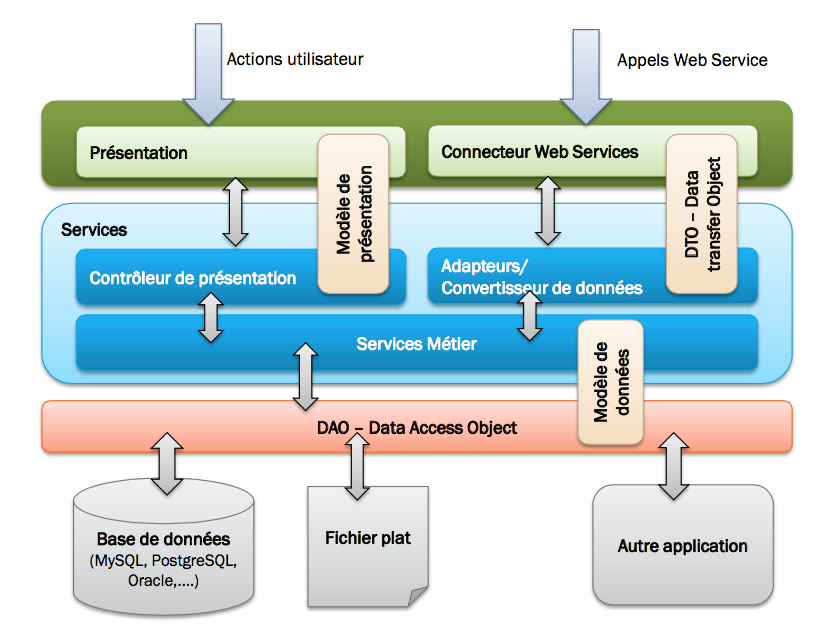 Actions utilisateur
Appels Web Service
Présentation
Connecteur Web Services
Modèle de
présentation
DTO – Data
transfer Object
Services
Contrôleur de présentation
Adapteurs/
Convertisseur de données
Services Métier
Modèle de
données
DAO – Data Access Object
Base de données
(MySQL, PostgreSQL,
Oracle,....)
Fichier plat
Autre application